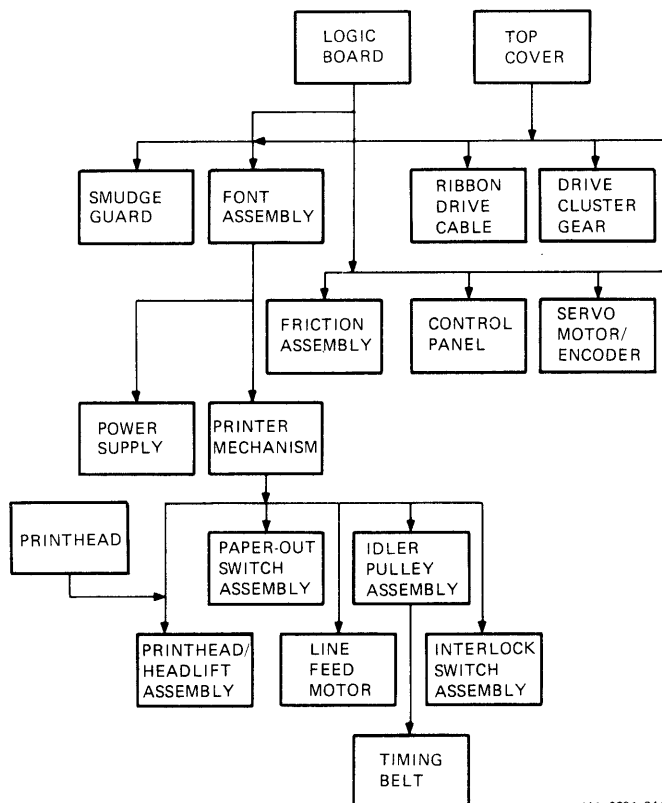 LOGIC
BOARD
TOP
COVER
SMUDGE
GUARD
FONT
ASSEMBLY
RIBBON
DRIVE
CABLE
DRIVE
CLUSTER
GEAR
FRICTION
ASSEMBLY
CONTROL
PANEL
SERVO
MOTOR/
ENCODER
POWER
SUPPLY
PRINTER
MECHANISM
PRINTHEAD
PAPER-OUT
SWITCH
ASSEMBLY
IDLER
PULLEY
ASSEMBLY
PRINTHEAD/
HEADLIFT
ASSEMBLY
LINE
FEED
MOTOR
INTERLOCK
SWITCH
ASSEMBLY
TIMING
BELT